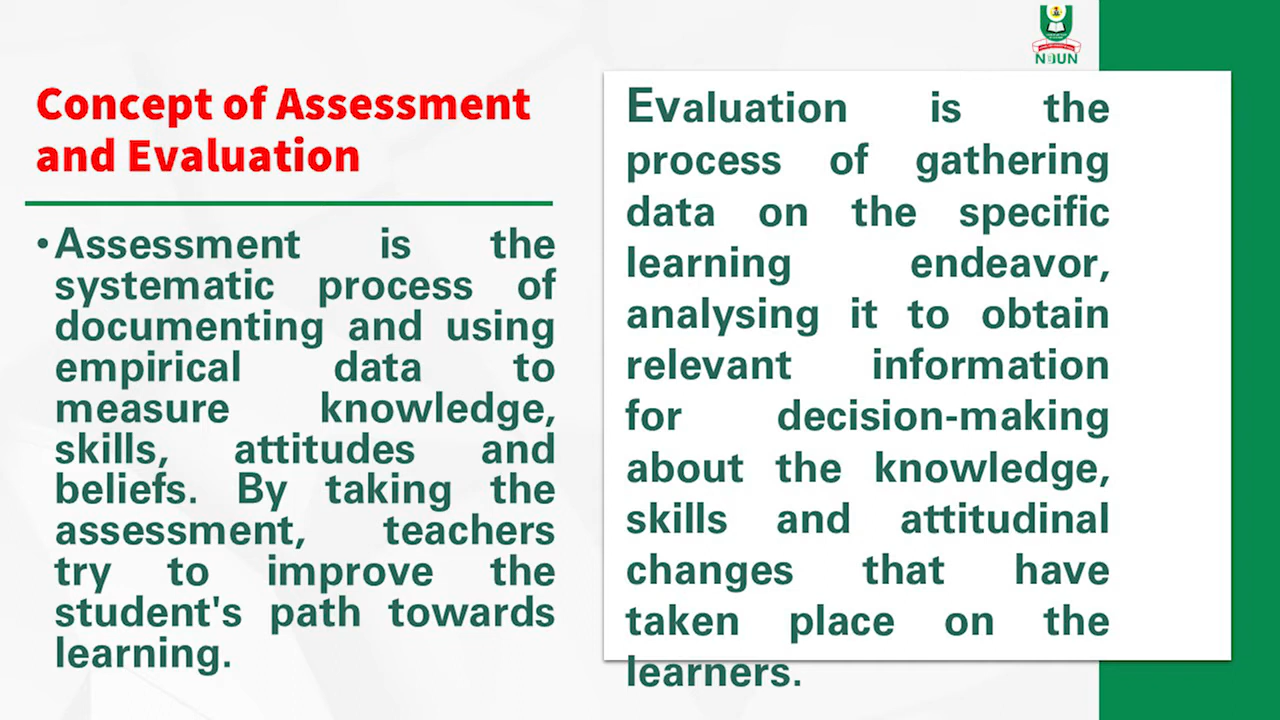 NOUN
Concept of Assessment
and Evaluation
•Assessment is the
systematic process of
documenting and using
empirical data to
measure knowledge,
skills, attitudes and
beliefs. By taking the
assessment, teachers
try to improve the
student's path towards
learning.
Evaluation is the
process of gathering
data on the specific
learning endeavor,
analysing it to obtain
relevant information
for decision-making
about the knowledge,
skills and attitudinal
changes that have
taken place on the
learners.